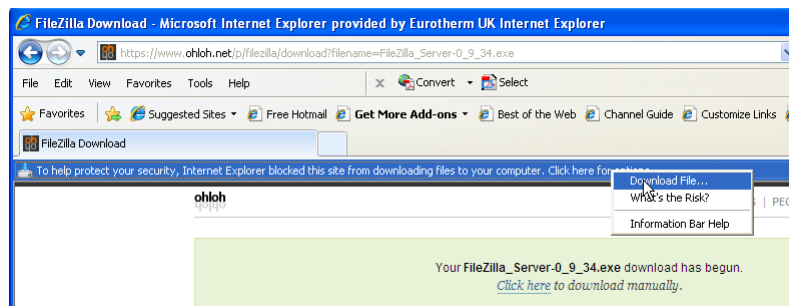 FileZilla Download - Microsoft Internet Explorer provided by Eurotherm UK Internet Explorer
https://www.ohloh.net/p/filezilla/download?filename=FileZilla_Server-0_9_34.exe
File Edit View Favorites Tools Help x Convert Select
Favorites Suggested Sites Free Hotmail Get More Add-ons Best of the Web Channel Guide Customize Links
FileZilla Download
To help protect your security, Internet Explorer blocked this site from downloading files to your computer. Click here for options...
Download File...
What's the Risk?
Information Bar Help
ohloh
| PEO
Your FileZilla_Server-0_9_34.exe download has begun.
Click here to download manually.